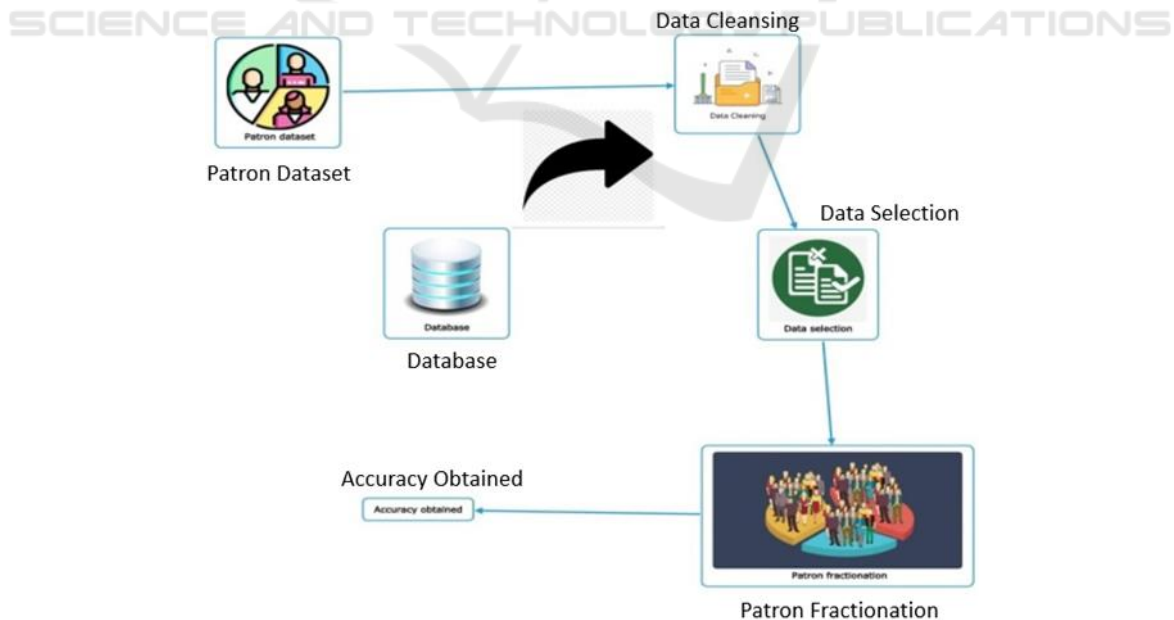 SCIENCE AND TECHNOLOGY PUBLICATIONS
Data Cleansing
Patron dataset
Data Cleaning
Patron Dataset
Data Selection
Database
Data selection
Database
Accuracy Obtained
Accuracy obtained
Patron fractionation
Patron Fractionation